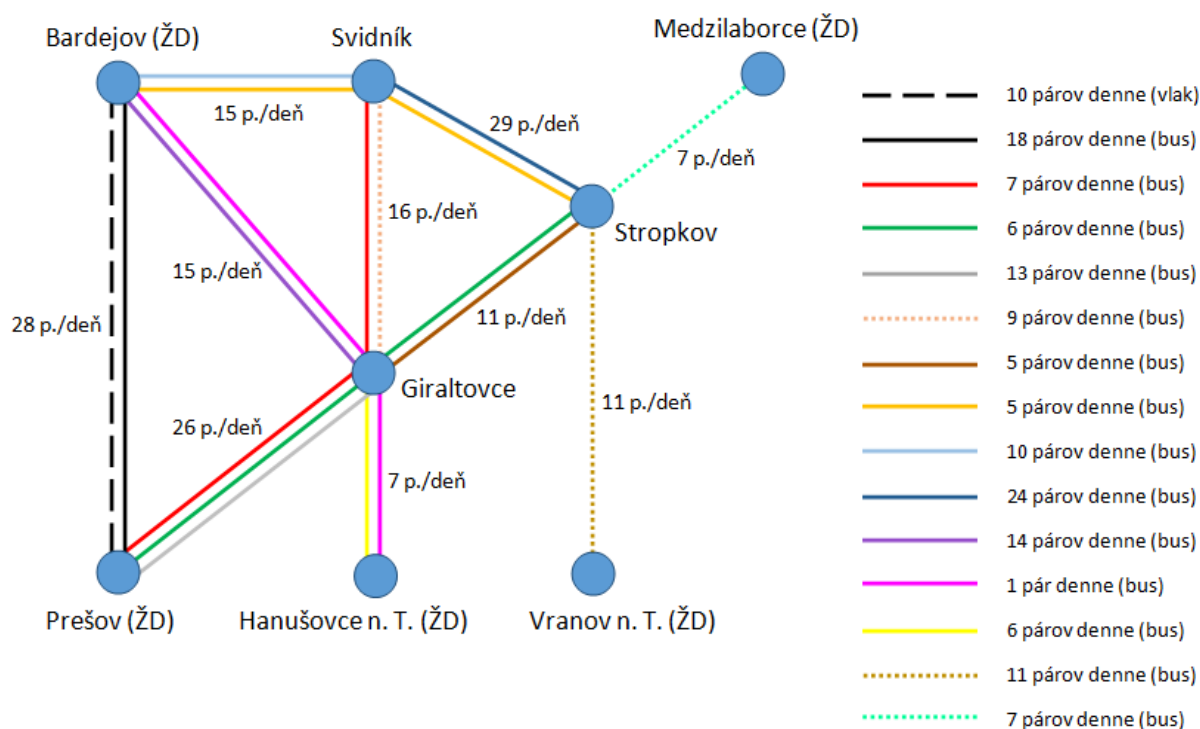 Bardejov (ŽD)
Svidník
Medzilaborce (ŽD)
15 p./deň
29 p./deň
7 p./deň
16 p./deň
Stropkov
15 p./deň
11 p./deň
28 p./deň
Giraltovce
11 p./deň
26 p./deň
7 p./deň
Prešov (ŽD)
Hanušovce n. T. (ŽD)
Vranov n. T. (ŽD)
10 párov denne (vlak)
18 párov denne (bus)
7 párov denne (bus)
6 párov denne (bus)
13 párov denne (bus)
9 párov denne (bus)
5 párov denne (bus)
5 párov denne (bus)
10 párov denne (bus)
24 párov denne (bus)
14 párov denne (bus)
1 pár denne (bus)
6 párov denne (bus)
11 párov denne (bus)
7 párov denne (bus)